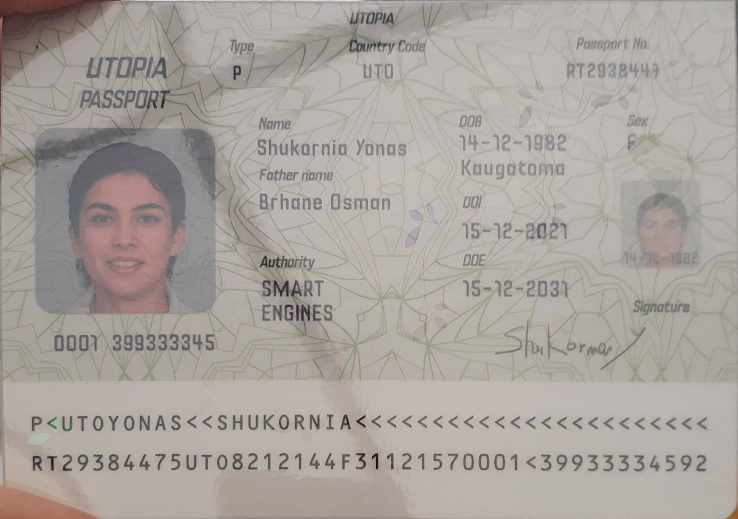 UTOPIA
Type
Country Code
Passport No.
UTOPIA
PASSPORT
P
UTO
RT2938447
Name
DOB
Sex
Shukornia Yonas
14-12-1982
F
Father name
Kaugatoma
Brhane Osman
DOI
15-12-2021
14-12-1982
Authority
DOE
SMART
ENGINES
15-12-2031
Signature
Shukornay
0001 399333345
P<UTOYONAS<<SHUKORNIA<<<<<<<<<<<<<<<<<<<<<<<
RT29384475UTO8212144F31121570001<39933334592